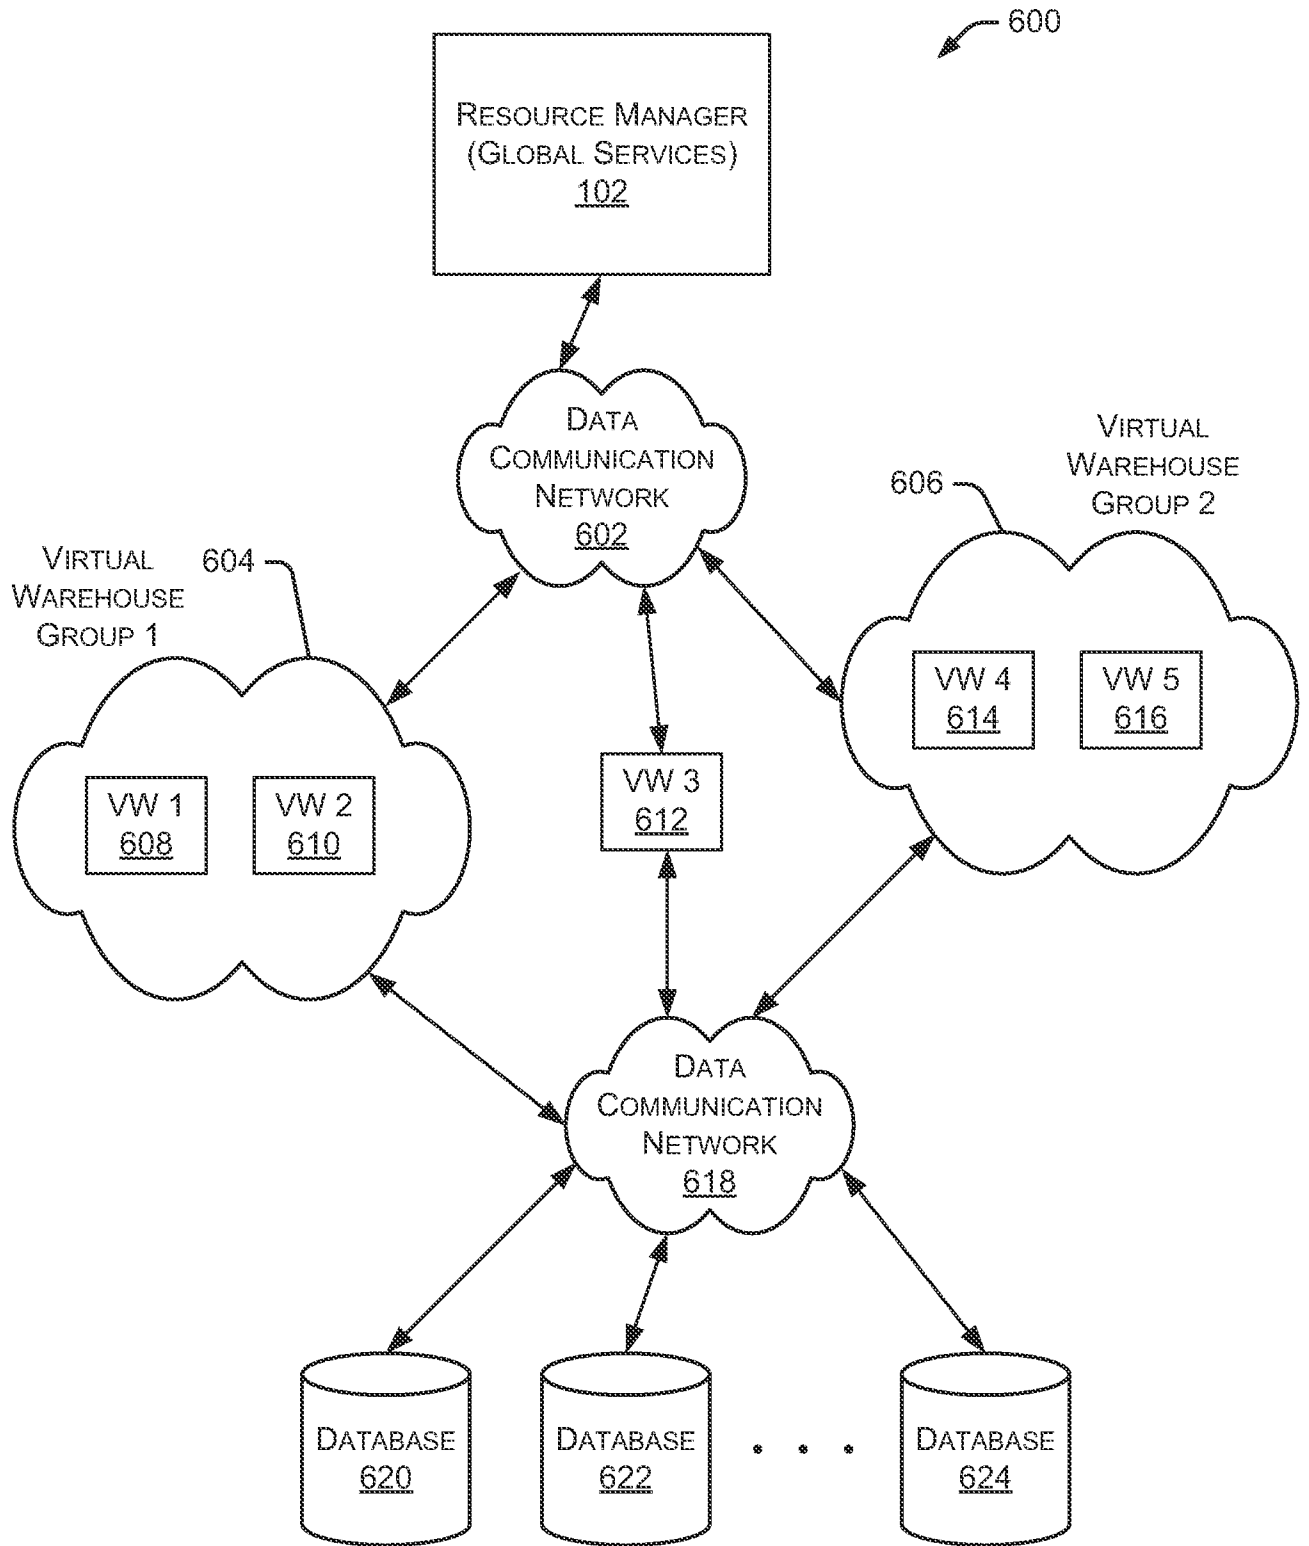 600
RESOURCE MANAGER
(GLOBAL SERVICES)
102
DATA
COMMUNICATION
NETWORK
602
VIRTUAL
WAREHOUSE
GROUP 2
606
VIRTUAL
WAREHOUSE
GROUP 1
604
VW 4
614
VW 5
616
VW 3
612
VW 1
608
VW 2
610
DATA
COMMUNICATION
NETWORK
618
DATABASE
620
DATABASE
622
. . .
DATABASE
624